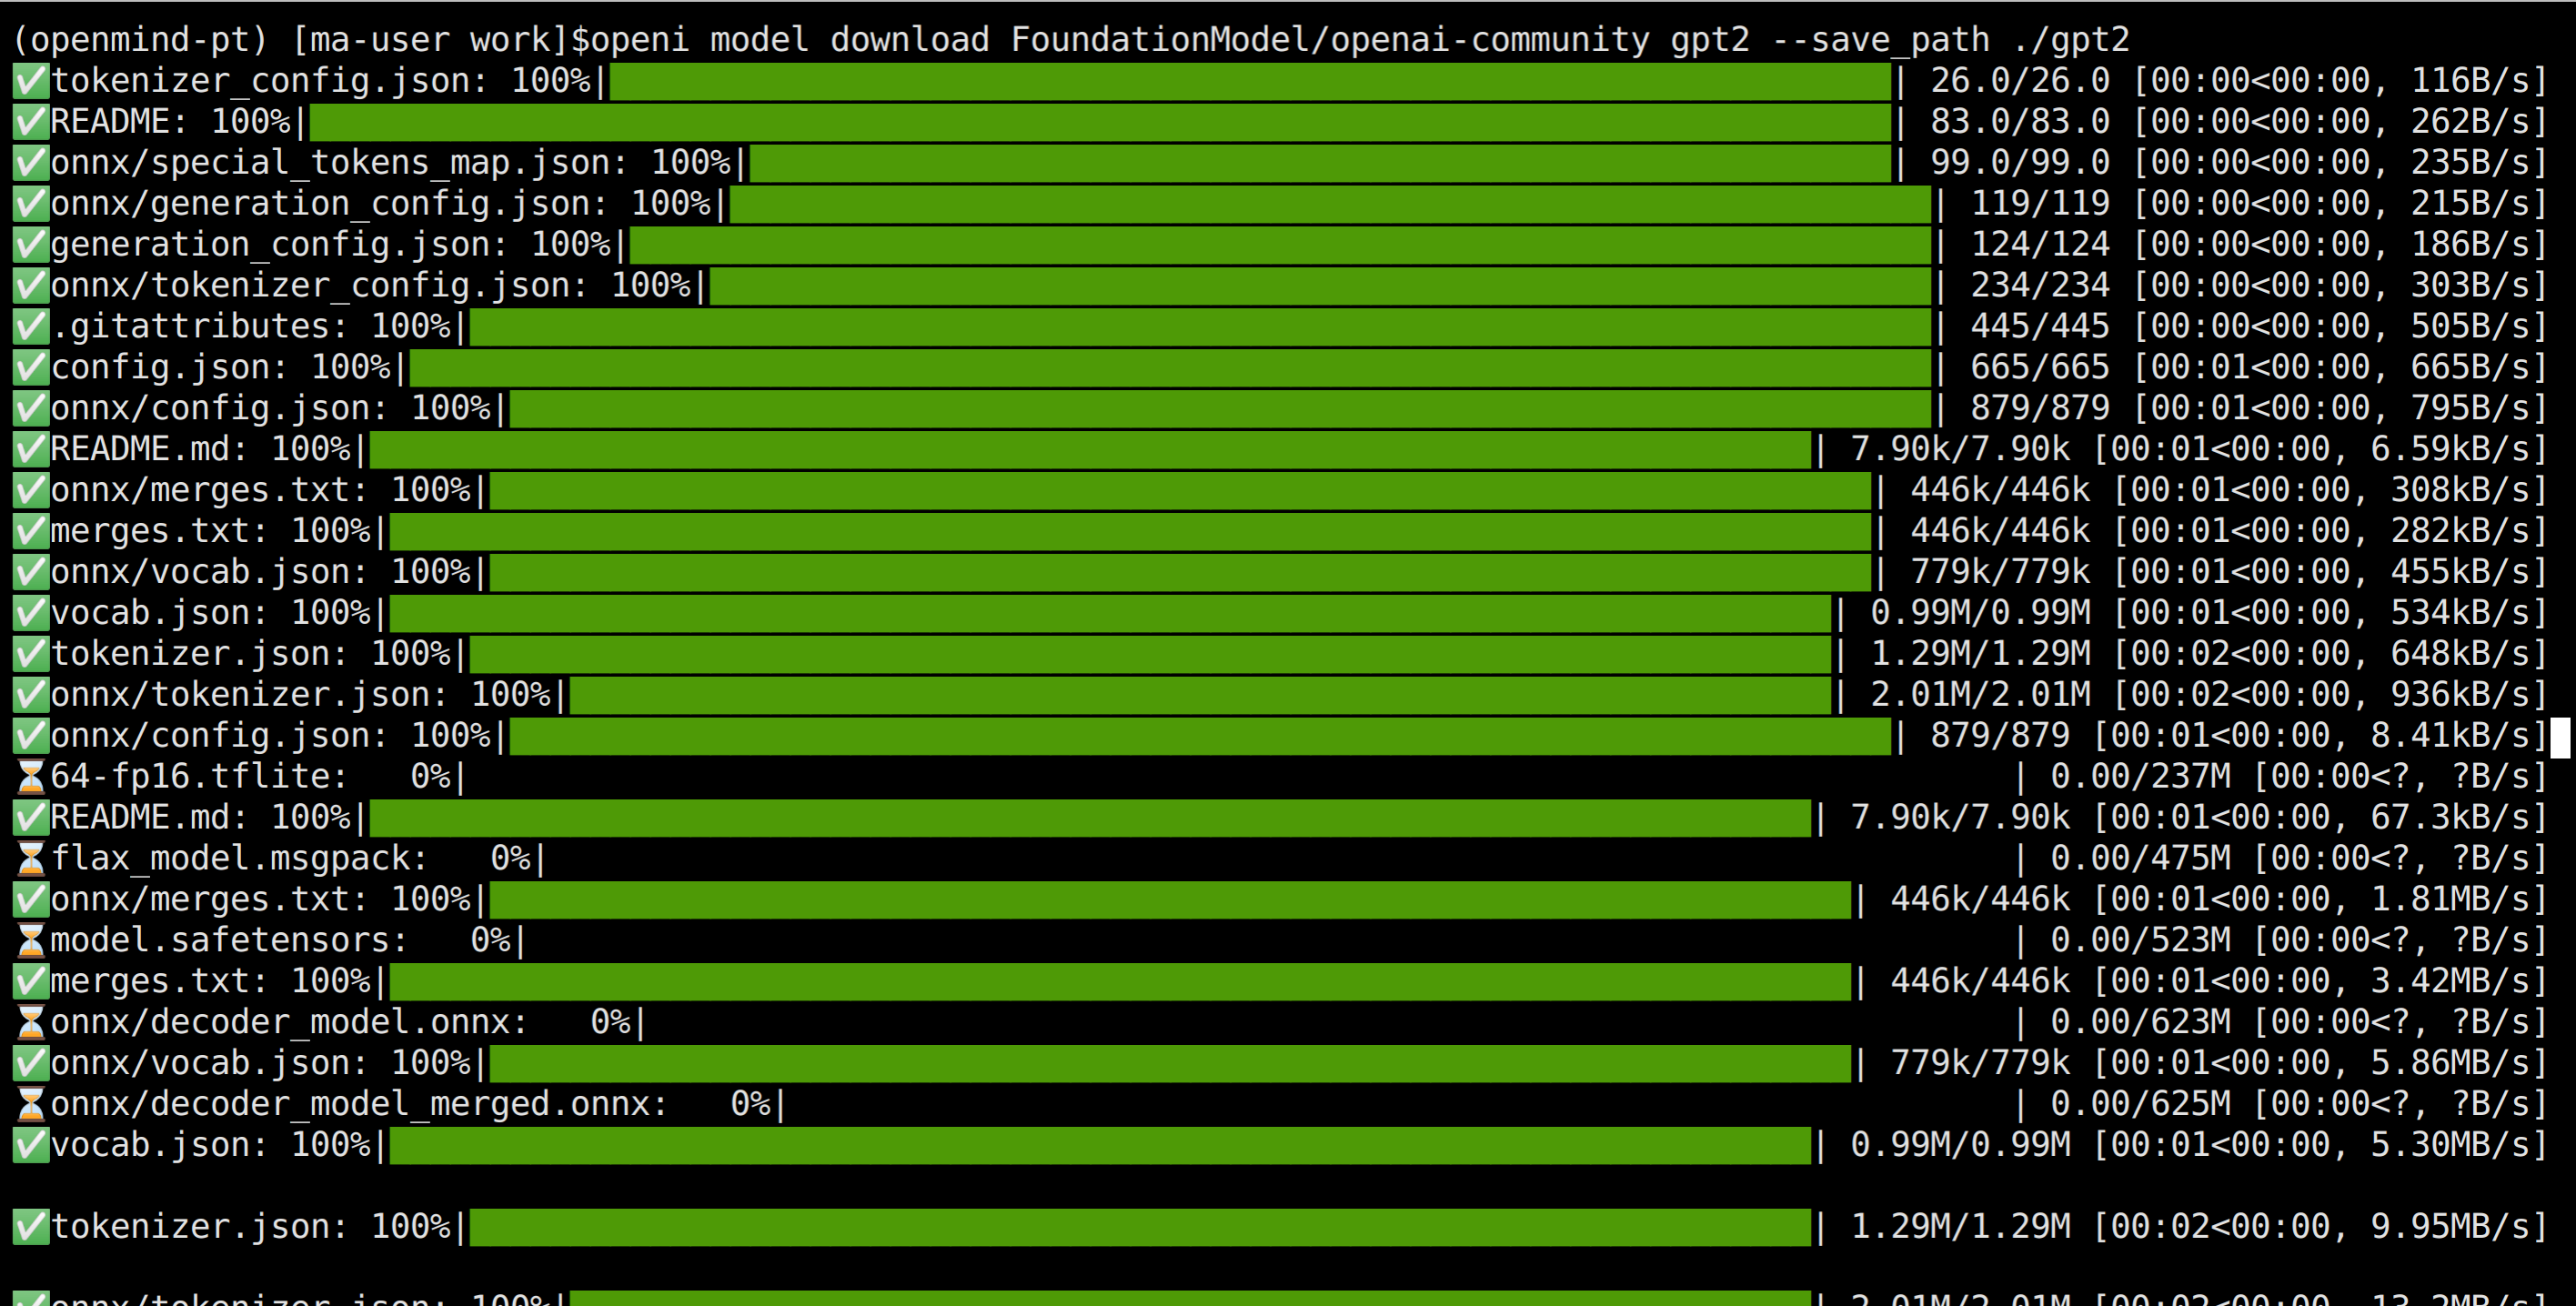 (openmind-pt) [ma-user work]$openi model download FoundationModel/openai-community gpt2 --save_path ./gpt2
✅tokenizer_config.json: 100%| | 26.0/26.0 [00:00<00:00, 116B/s]
✅README: 100%| | 83.0/83.0 [00:00<00:00, 262B/s]
✅onnx/special_tokens_map.json: 100%| | 99.0/99.0 [00:00<00:00, 235B/s]
✅onnx/generation_config.json: 100%| | 119/119 [00:00<00:00, 215B/s]
✅generation_config.json: 100%| | 124/124 [00:00<00:00, 186B/s]
✅onnx/tokenizer_config.json: 100%| | 234/234 [00:00<00:00, 303B/s]
✅.gitattributes: 100%| | 445/445 [00:00<00:00, 505B/s]
✅config.json: 100%| | 665/665 [00:01<00:00, 665B/s]
✅onnx/config.json: 100%| | 879/879 [00:01<00:00, 795B/s]
✅README.md: 100%| | 7.90k/7.90k [00:01<00:00, 6.59kB/s]
✅onnx/merges.txt: 100%| | 446k/446k [00:01<00:00, 308kB/s]
✅merges.txt: 100%| | 446k/446k [00:01<00:00, 282kB/s]
✅onnx/vocab.json: 100%| | 779k/779k [00:01<00:00, 455kB/s]
✅vocab.json: 100%| | 0.99M/0.99M [00:01<00:00, 534kB/s]
✅tokenizer.json: 100%| | 1.29M/1.29M [00:02<00:00, 648kB/s]
✅onnx/tokenizer.json: 100%| | 2.01M/2.01M [00:02<00:00, 936kB/s]
✅onnx/config.json: 100%| | 879/879 [00:01<00:00, 8.41kB/s]
⏳64-fp16.tflite:   0%| | 0.00/237M [00:00<?, ?B/s]
✅README.md: 100%| | 7.90k/7.90k [00:01<00:00, 67.3kB/s]
⏳flax_model.msgpack:   0%| | 0.00/475M [00:00<?, ?B/s]
✅onnx/merges.txt: 100%| | 446k/446k [00:01<00:00, 1.81MB/s]
⏳model.safetensors:   0%| | 0.00/523M [00:00<?, ?B/s]
✅merges.txt: 100%| | 446k/446k [00:01<00:00, 3.42MB/s]
⏳onnx/decoder_model.onnx:   0%| | 0.00/623M [00:00<?, ?B/s]
✅onnx/vocab.json: 100%| | 779k/779k [00:01<00:00, 5.86MB/s]
⏳onnx/decoder_model_merged.onnx:   0%| | 0.00/625M [00:00<?, ?B/s]
✅vocab.json: 100%| | 0.99M/0.99M [00:01<00:00, 5.30MB/s]
✅tokenizer.json: 100%| | 1.29M/1.29M [00:02<00:00, 9.95MB/s]
✅onnx/tokenizer.json: 100%| | 2.01M/2.01M [00:02<00:00, 13.2MB/s]